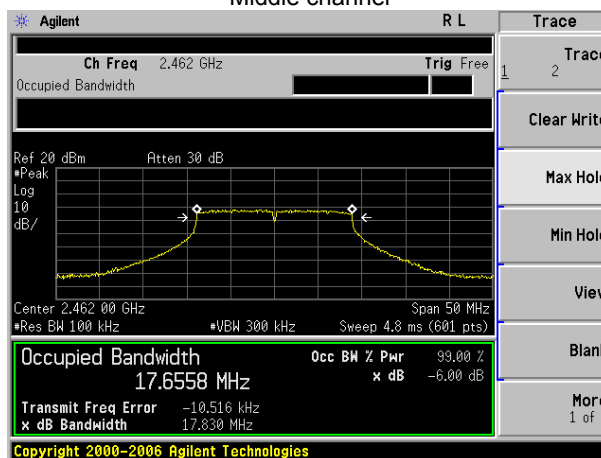 Middle channel
Agilent R L Trace
Ch Freq 2.462 GHz Trig Free
Occupied Bandwidth
Trace
1 2
Clear Write
Max Hold
Min Hold
View
Blank
More
1 of
Ref 20 dBm Atten 30 dB
#Peak
Log
10
dB/
Center 2.462 00 GHz Span 50 MHz
#Res BW 100 kHz #VBW 300 kHz Sweep 4.8 ms (601 pts)
Occupied Bandwidth Occ BW % Pwr 99.00 %
17.6558 MHz x dB -6.00 dB
Transmit Freq Error -10.516 kHz
x dB Bandwidth 17.830 MHz
Copyright 2000-2006 Agilent Technologies